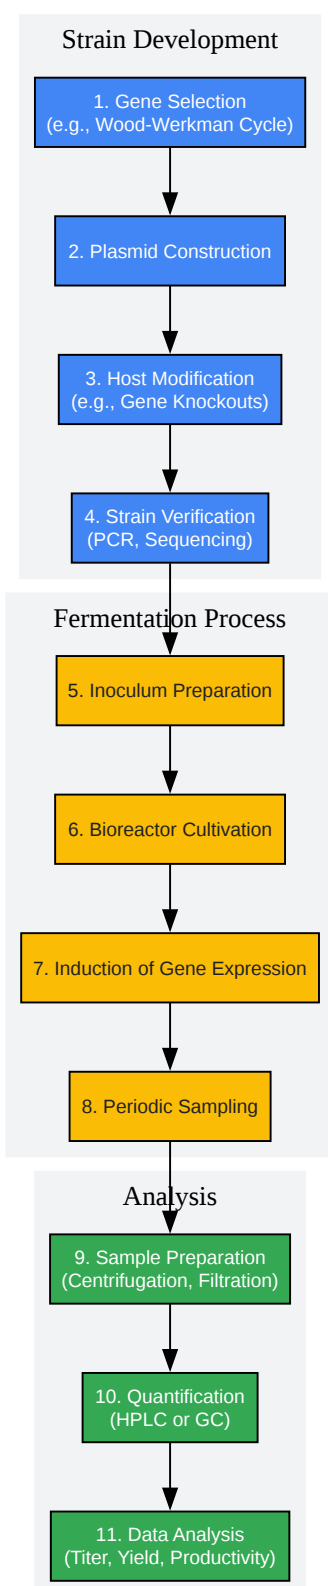 Strain Development
1. Gene Selection
(e.g., Wood-Werkman Cycle)
2. Plasmid Construction
3. Host Modification
(e.g., Gene Knockouts)
4. Strain Verification
(PCR, Sequencing)
Fermentation Process
5. Inoculum Preparation
6. Bioreactor Cultivation
7. Induction of Gene Expression
8. Periodic Sampling
Analysis
9. Sample Preparation
(Centrifugation, Filtration)
10. Quantification
(HPLC or GC)
11. Data Analysis
(Titer, Yield, Productivity)